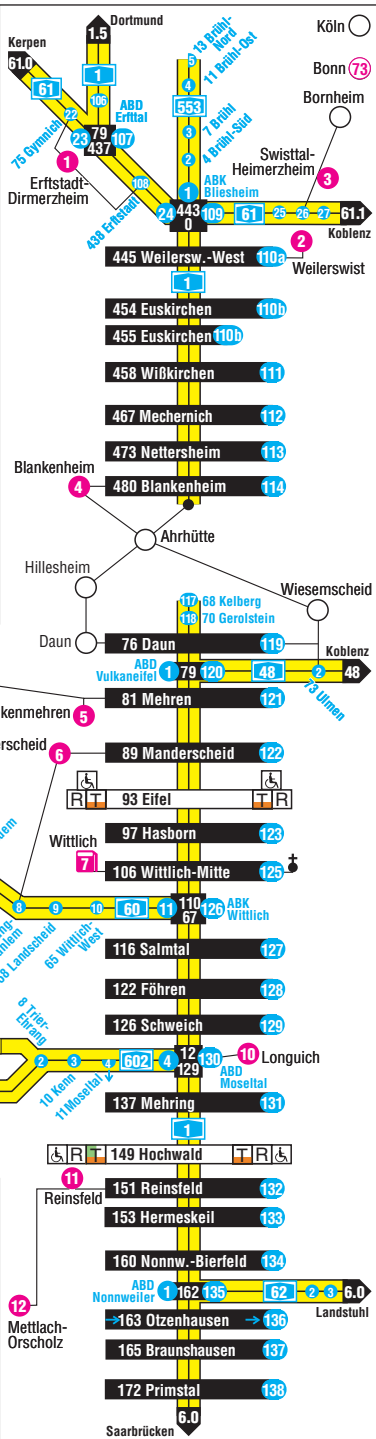 Dortmund
1.5
Kerpen
61.0
61
1
106
22
23
79
437
107
ABD
Erfttal
75 Gymnich
1
Erftstadt-
Dirmerzheim
108
438 Erftstadt
24
443
0
109
1
ABK
Bliesheim
5
13 Brühl-
Nord
4
11 Brühl-Ost
553
3
7 Brühl
2
4 Brühl-Süd
Köln
Bonn 73
Bornheim
Swisttal-
Heimerzheim
3
61
25
26
27
61.1
Koblenz
2
Weilerswist
445 Weilersw.-West 110a
1
454 Euskirchen 110b
455 Euskirchen 110b
458 Wißkirchen 111
467 Mechernich 112
473 Nettersheim 113
Blankenheim
4
480 Blankenheim 114
Ahrhütte
Hillesheim
Wiesemscheid
Daun
117 68 Kelberg
118 70 Gerolstein
76 Daun 119
ABD
Vulkaneifel
1
79
120
48
2
73 Ulmen
Koblenz
48
81 Mehren 121
kenmehren 5
erscheid 6
89 Manderscheid 122
R T 93 Eifel T R
97 Hasborn 123
Wittlich
7
106 Wittlich-Mitte 125
8
9
10
60
11
110
67
126
ABK
Wittlich
Landscheid
65 Wittlich-
West
116 Salmtal 127
122 Föhren 128
126 Schweich 129
8 Trier-
Ehrang
2
3
4
602
4
12
129
130
ABD
Moseltal
10 Longuich
10 Kenn
11 Moseltal
137 Mehring 131
1
R T 149 Hochwald T R
11
Reinsfeld
151 Reinsfeld 132
153 Hermeskeil 133
160 Nonnw.-Bierfeld 134
ABD
Nonnweiler
1
162
135
62
2
3
6.0
Landstuhl
12
Mettlach-
Orscholz
→163 Otzenhausen →136
165 Braunshausen 137
172 Primstal 138
6.0
Saarbrücken